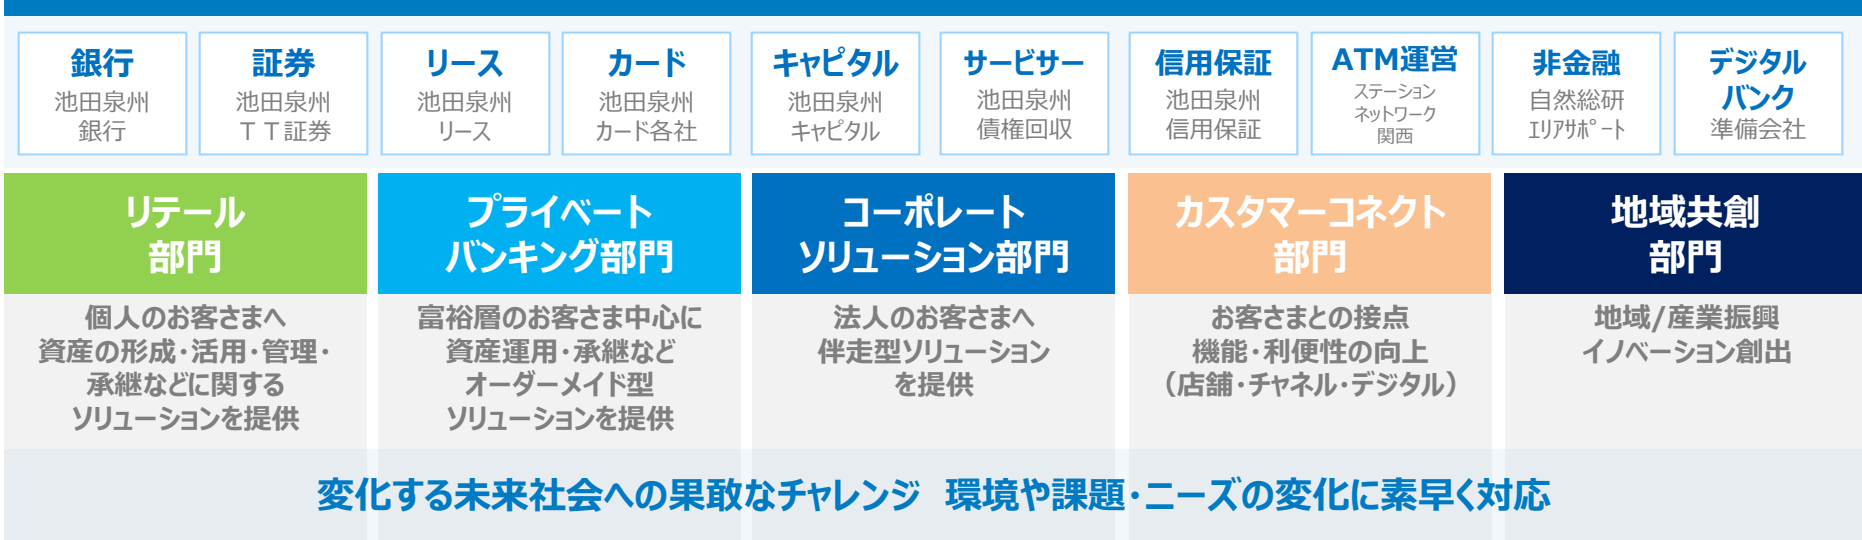 銀行
池田泉州
銀行
証券
池田泉州
ＴＴ証券
リース
池田泉州
リース
カード
池田泉州
カード各社
キャピタル
池田泉州
キャピタル
サービサー
池田泉州
債権回収
信用保証
池田泉州
信用保証
ATM運営
ステーション
ネットワーク
関西
非金融
自然総研
ｴﾘｱｻﾎﾟｰﾄ
デジタル
バンク
準備会社
リテール
部門
プライベート
バンキング部門
コーポレート
ソリューション部門
カスタマーコネクト
部門
地域共創
部門
個人のお客さまへ
資産の形成・活用・管理・
承継などに関する
ソリューションを提供
富裕層のお客さま中心に
資産運用・承継など
オーダーメイド型
ソリューションを提供
法人のお客さまへ
伴走型ソリューション
を提供
お客さまとの接点
機能・利便性の向上
（店舗・チャネル・デジタル）
地域/産業振興
イノベーション創出
変化する未来社会への果敢なチャレンジ　環境や課題・ニーズの変化に素早く対応